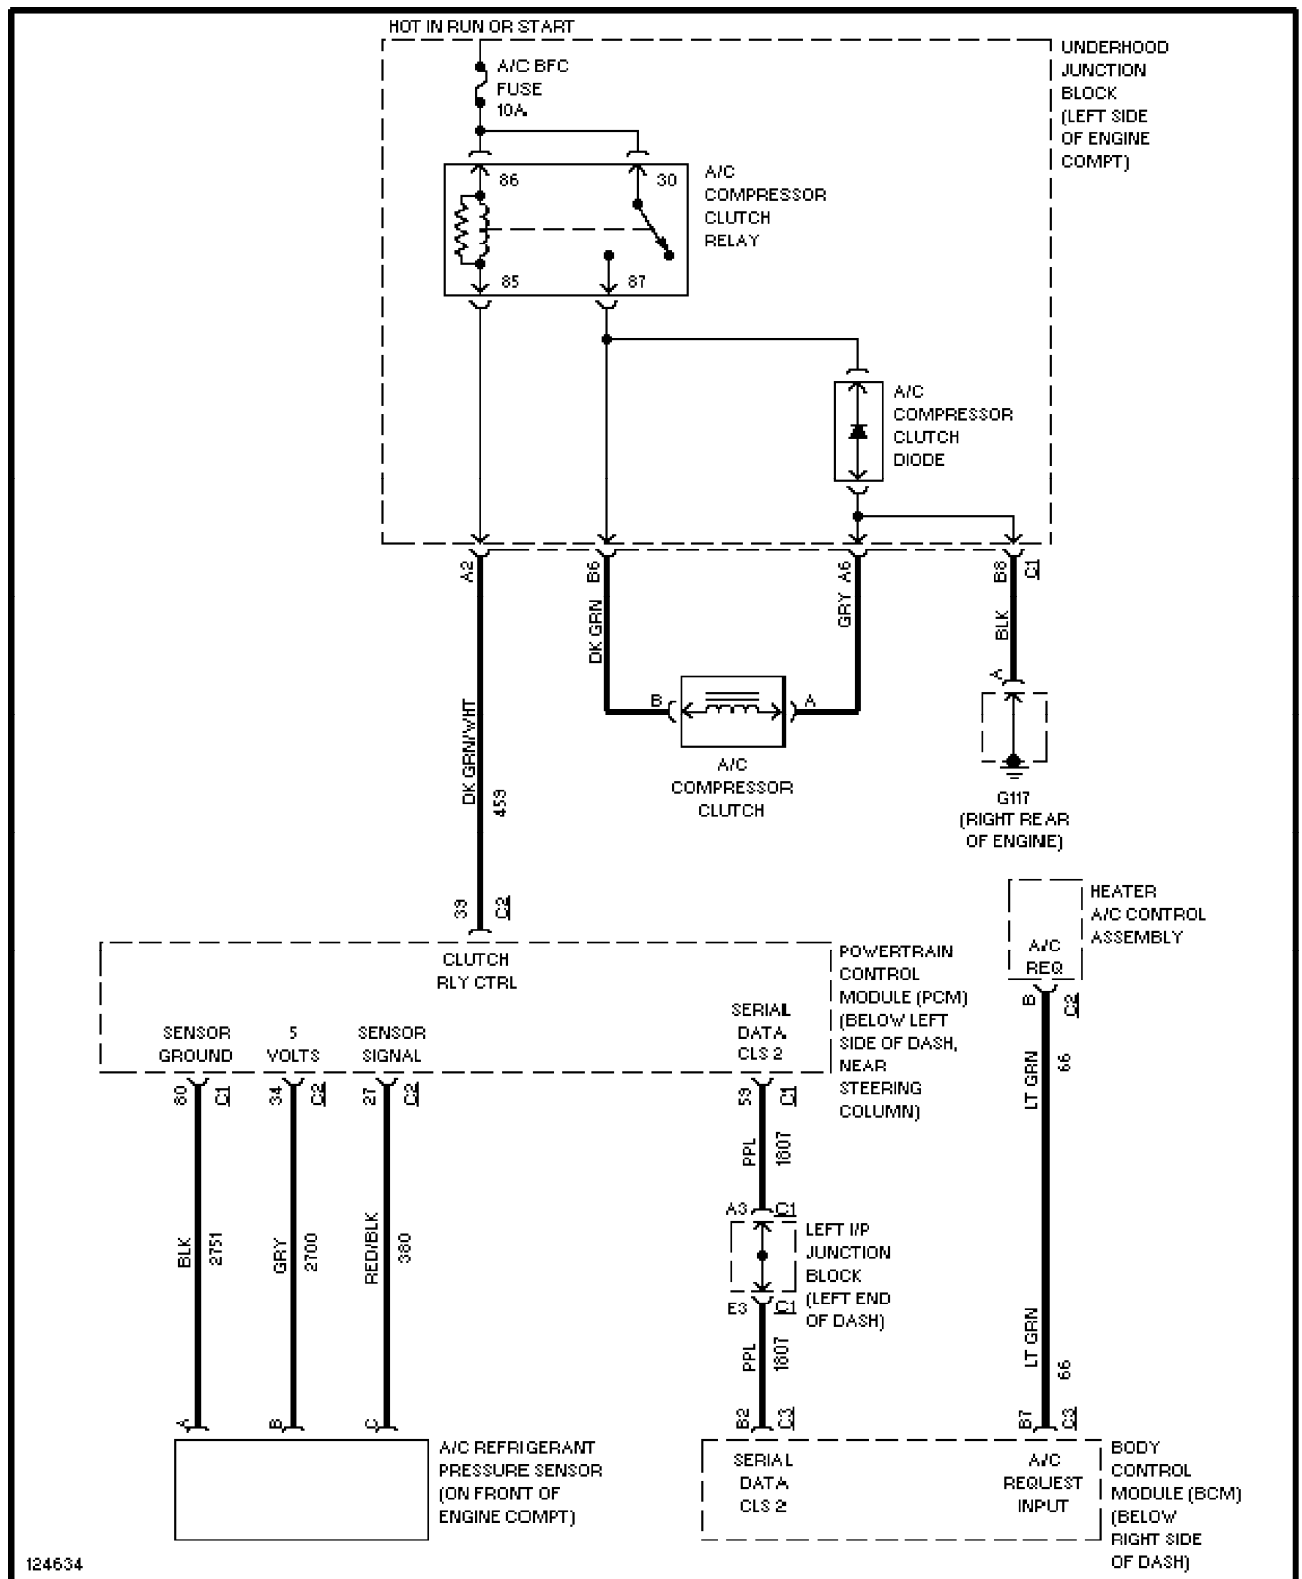 HOT IN RUN OR START
A/C BFC
FUSE
10A
UNDERHOOD
JUNCTION
BLOCK
(LEFT SIDE
OF ENGINE
COMPT)
86
30
85
87
A/C
COMPRESSOR
CLUTCH
RELAY
A/C
COMPRESSOR
CLUTCH
DIODE
A2
B6
A6
B8
C1
DK GRN
GRY
BLK
B
A
A
A/C
COMPRESSOR
CLUTCH
G117
(RIGHT REAR
OF ENGINE)
DK GRN/WHT
459
39
C2
CLUTCH
RLY CTRL
SENSOR
GROUND
5
VOLTS
SENSOR
SIGNAL
SERIAL
DATA
CLS 2
POWERTRAIN
CONTROL
MODULE (PCM)
(BELOW LEFT
SIDE OF DASH,
NEAR
STEERING
COLUMN)
HEATER
A/C CONTROL
ASSEMBLY
A/C
REQ
B
C2
LT GRN
66
80
C1
34
C2
27
C2
59
C1
PPL
1807
A3
C1
LEFT I/P
JUNCTION
BLOCK
(LEFT END
OF DASH)
E3
C1
BLK
2751
GRY
2700
RED/BLK
380
PPL
1807
LT GRN
66
A
B
C
B2
C3
B7
C3
A/C REFRIGERANT
PRESSURE SENSOR
(ON FRONT OF
ENGINE COMPT)
SERIAL
DATA
CLS 2
A/C
REQUEST
INPUT
BODY
CONTROL
MODULE (BCM)
(BELOW
RIGHT SIDE
OF DASH)
124634